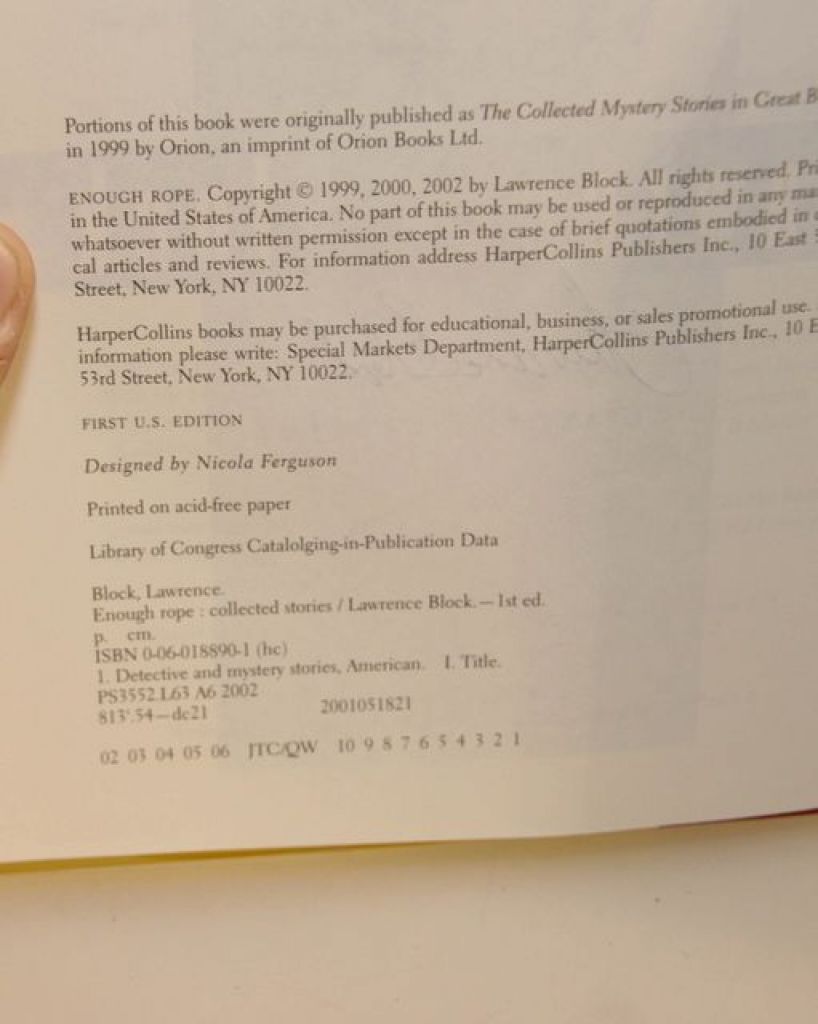 Portions of this book were originally published as The Collected Mystery Stories in Great B
in 1999 by Orion, an imprint of Orion Books Ltd.
ENOUGH ROPE. Copyright © 1999, 2000, 2002 by Lawrence Block. All rights reserved. Pri
in the United States of America. No part of this book may be used or reproduced in any ma
whatsoever without written permission except in the case of brief quotations embodied in
cal articles and reviews. For information address HarperCollins Publishers Inc., 10 East
Street, New York, NY 10022.
HarperCollins books may be purchased for educational, business, or sales promotional use.
information please write: Special Markets Department, HarperCollins Publishers Inc., 10 E
53rd Street, New York, NY 10022.
FIRST U.S. EDITION
Designed by Nicola Ferguson
Printed on acid-free paper
Library of Congress Catalolging-in-Publication Data
Block, Lawrence.
Enough rope : collected stories / Lawrence Block.—1st ed.
p. cm.
ISBN 0-06-018890-1 (hc)
1. Detective and mystery stories, American. I. Title.
PS3552.L63 A6 2002
813'.54—dc21 2001051821
02 03 04 05 06 JTC/QW 10 9 8 7 6 5 4 3 2 1